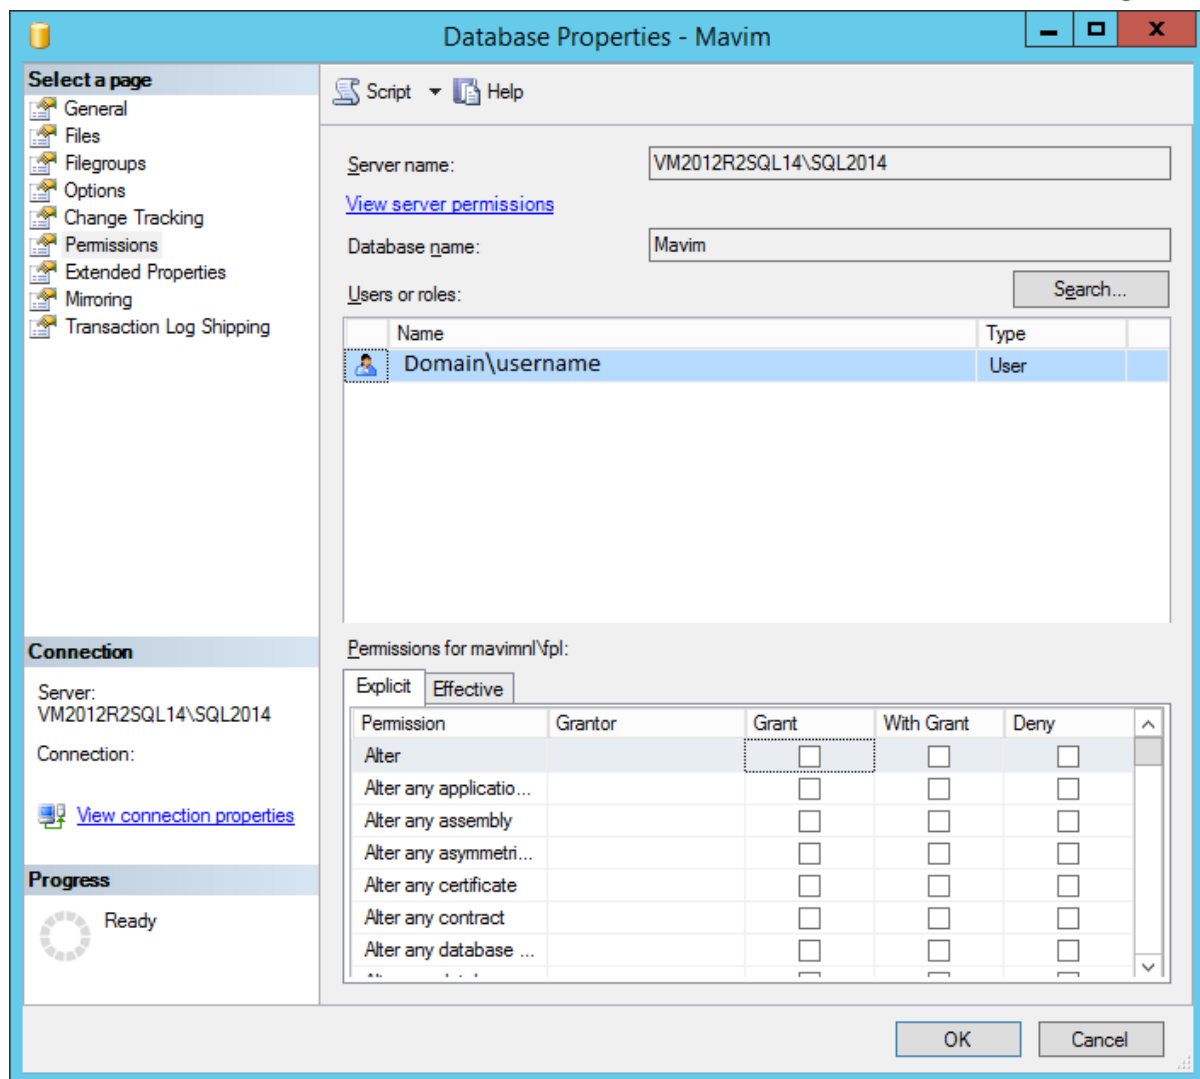 Database Properties - Mavim
Select a page
General
Files
Filegroups
Options
Change Tracking
Permissions
Extended Properties
Mirroring
Transaction Log Shipping
Script
Help
Server name:
VM2012R2SQL14\SQL2014
View server permissions
Database name:
Mavim
Users or roles:
Search...
Name Type
Domain\username User
Connection
Server:
VM2012R2SQL14\SQL2014
Connection:
View connection properties
Progress
Ready
Permissions for mavimnl\fpl:
Explicit Effective
Permission Grantor Grant With Grant Deny
Alter
Alter any applicatio...
Alter any assembly
Alter any asymmetri...
Alter any certificate
Alter any contract
Alter any database ...
OK Cancel